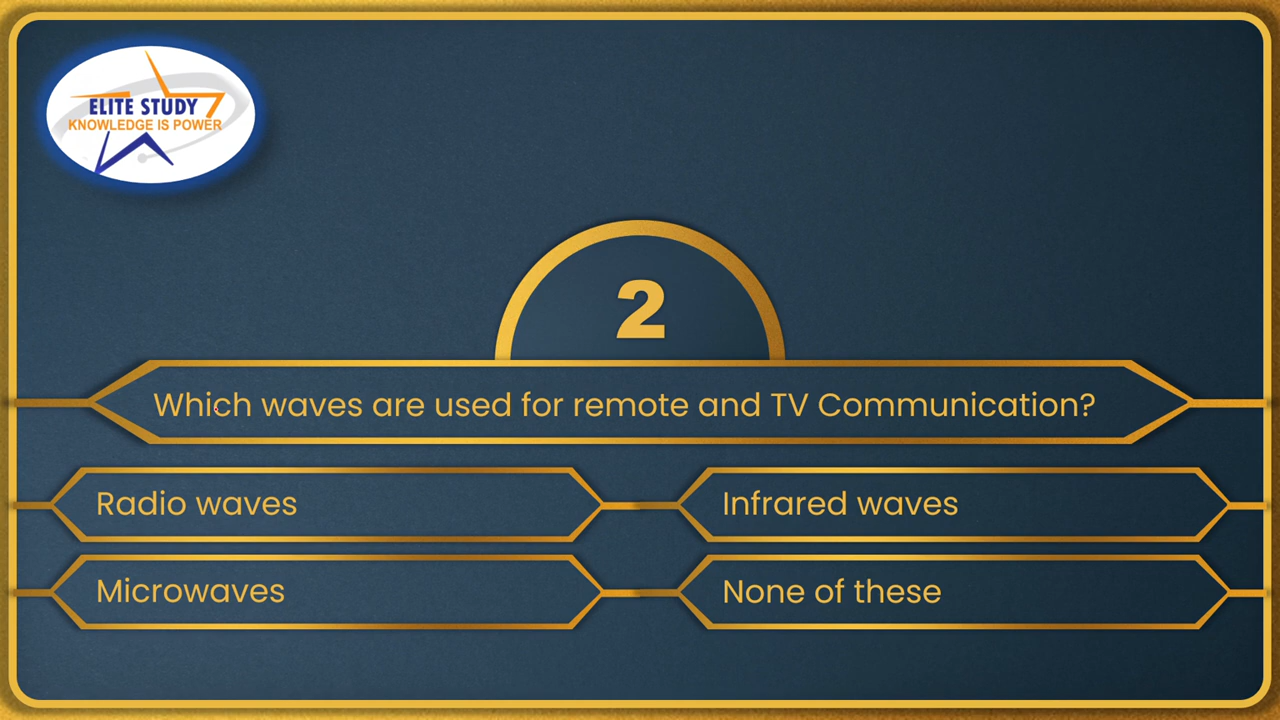 ELITE STUDY
KNOWLEDGE IS POWER
2
Which waves are used for remote and TV Communication?
Radio waves
Infrared waves
Microwaves
None of these